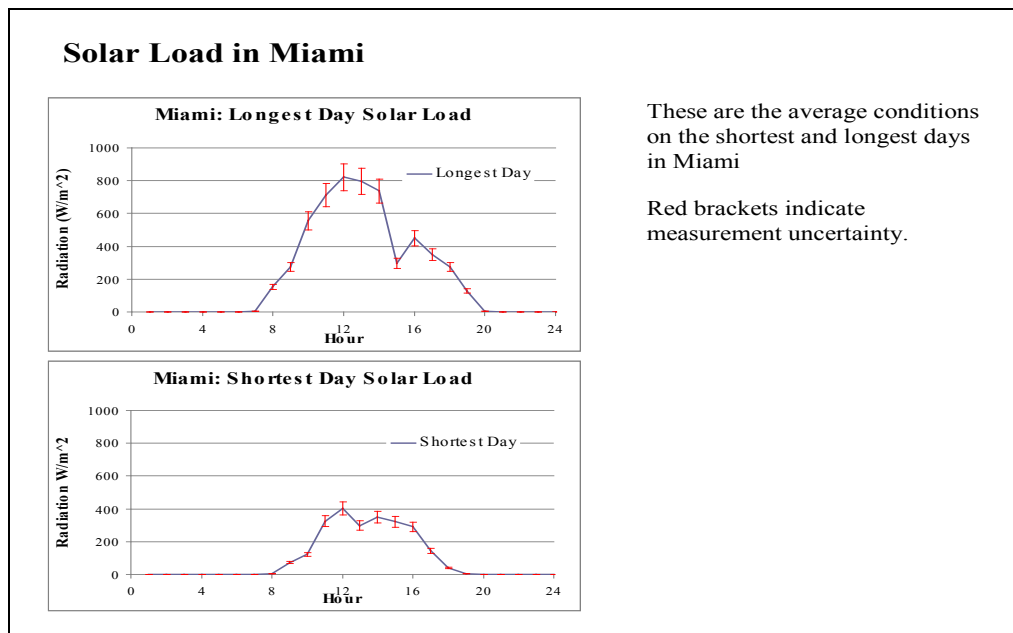 Solar Load in Miami
Miami: Longest Day Solar Load
Radiation (W/m^2)
1000
800
600
400
200
0
Longest Day
0 4 8 12 16 20 24
Hour
Miami: Shortest Day Solar Load
Radiation W/m^2
1000
800
600
400
200
0
Shortest Day
0 4 8 12 16 20 24
Hour
These are the average conditions
on the shortest and longest days
in Miami
Red brackets indicate
measurement uncertainty.